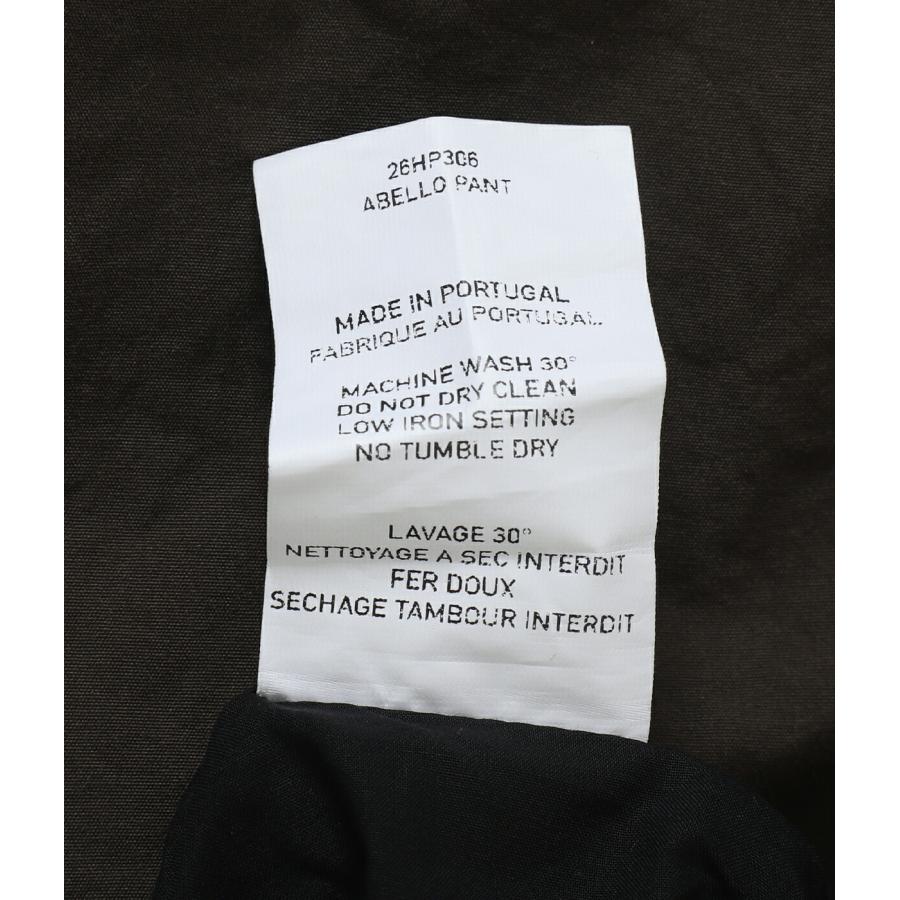 26HP306
ABELLO PANT
MADE IN PORTUGAL
FABRIQUE AU PORTUGAL
MACHINE WASH 30°
DO NOT DRY CLEAN
LOW IRON SETTING
NO TUMBLE DRY
LAVAGE 30°
NETTOYAGE A SEC INTERDIT
FER DOUX
SECHAGE TAMBOUR INTERDIT